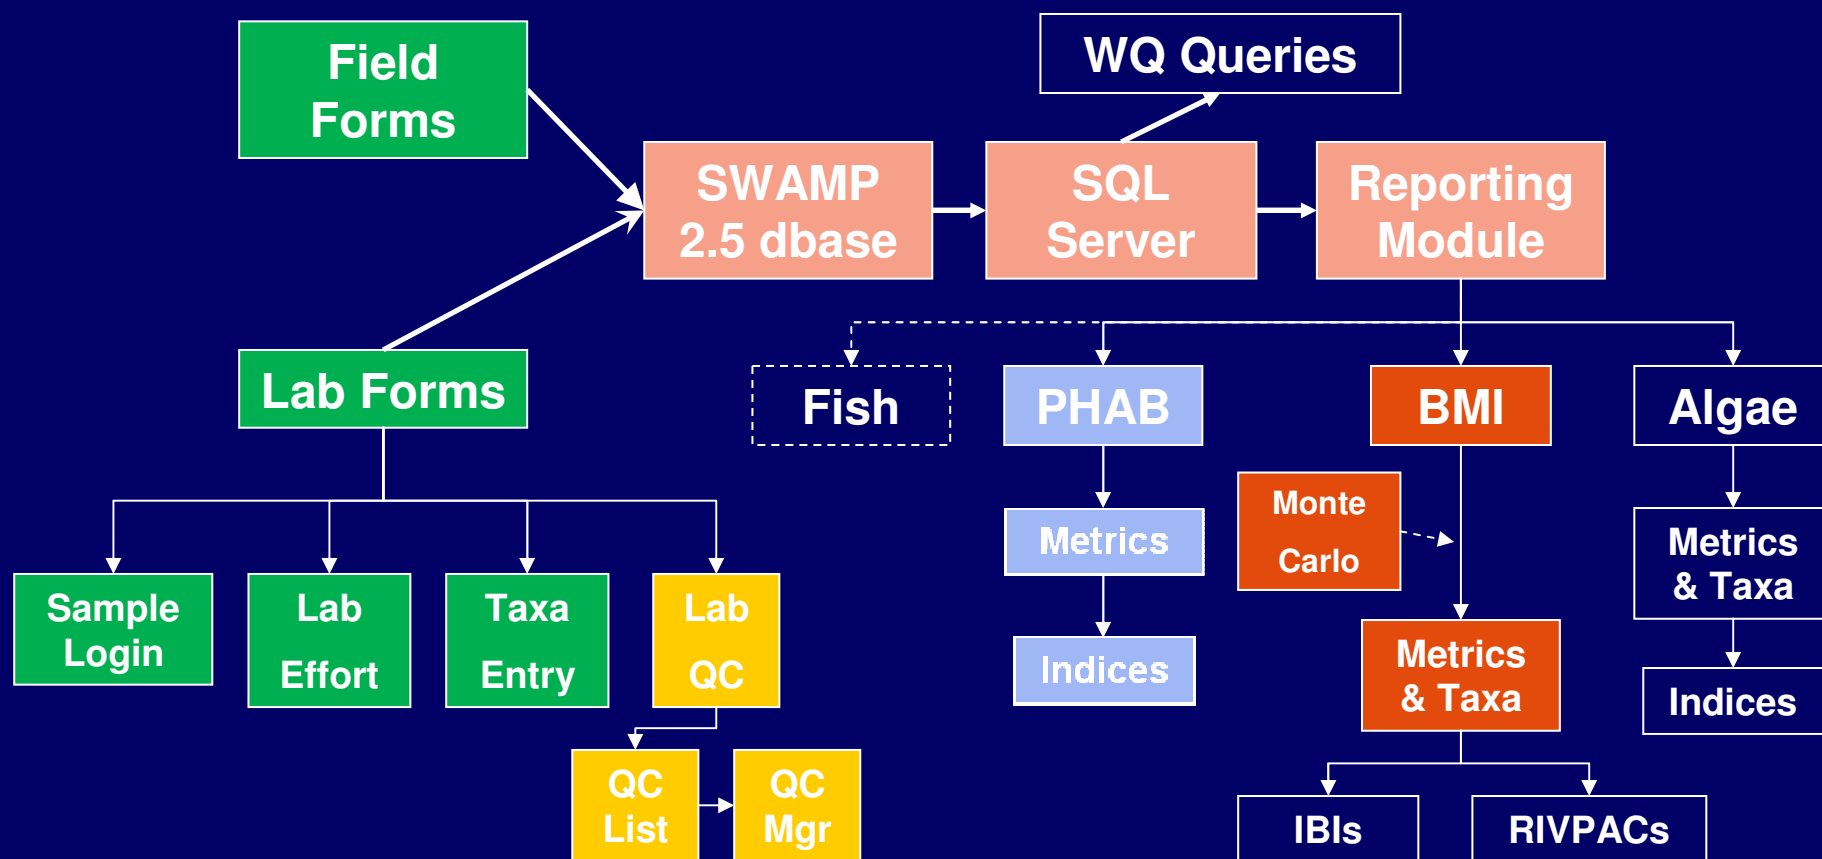 Field
Forms
WQ Queries
SWAMP
2.5 dbase
SQL
Server
Reporting
Module
Lab Forms
Fish
PHAB
BMI
Algae
Monte
Carlo
Metrics
Metrics
& Taxa
Sample
Login
Lab
Effort
Taxa
Entry
Lab
QC
Indices
Metrics
& Taxa
Indices
QC
List
QC
Mgr
IBIs
RIVPACs